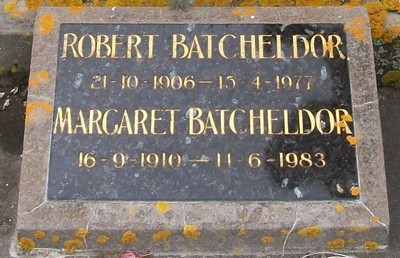 ROBERT BATCHELDOR
21-10-1906 — 15-4-1977
MARGARET BATCHELDOR
16-9-1910 — 11-6-1983